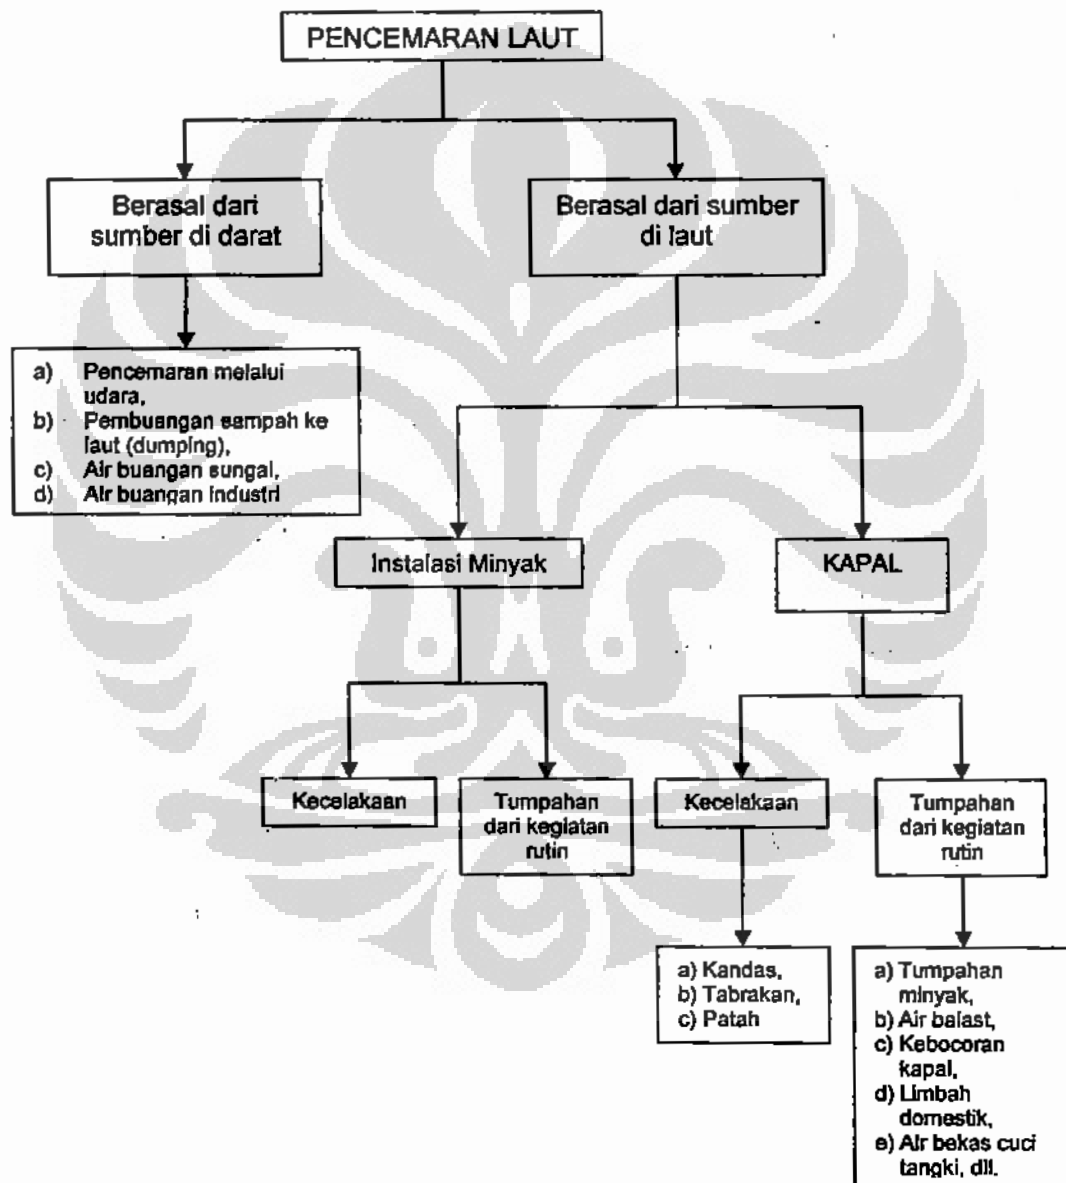 PENCEMARAN LAUT
Berasal dari
sumber di darat
Berasal dari sumber
di laut
a) Pencemaran melalui
udara,
b) Pembuangan sampah ke
laut (dumping),
c) Air buangan sungai,
d) Air buangan industri
Instalasi Minyak
KAPAL
Kecelakaan
Tumpahan
dari kegiatan
rutin
Kecelakaan
Tumpahan
dari kegiatan
rutin
a) Kandas,
b) Tabrakan,
c) Patah
a) Tumpahan
minyak,
b) Air balast,
c) Kebocoran
kapal,
d) Limbah
domestik,
e) Air bekas cuci
tangki, dll.